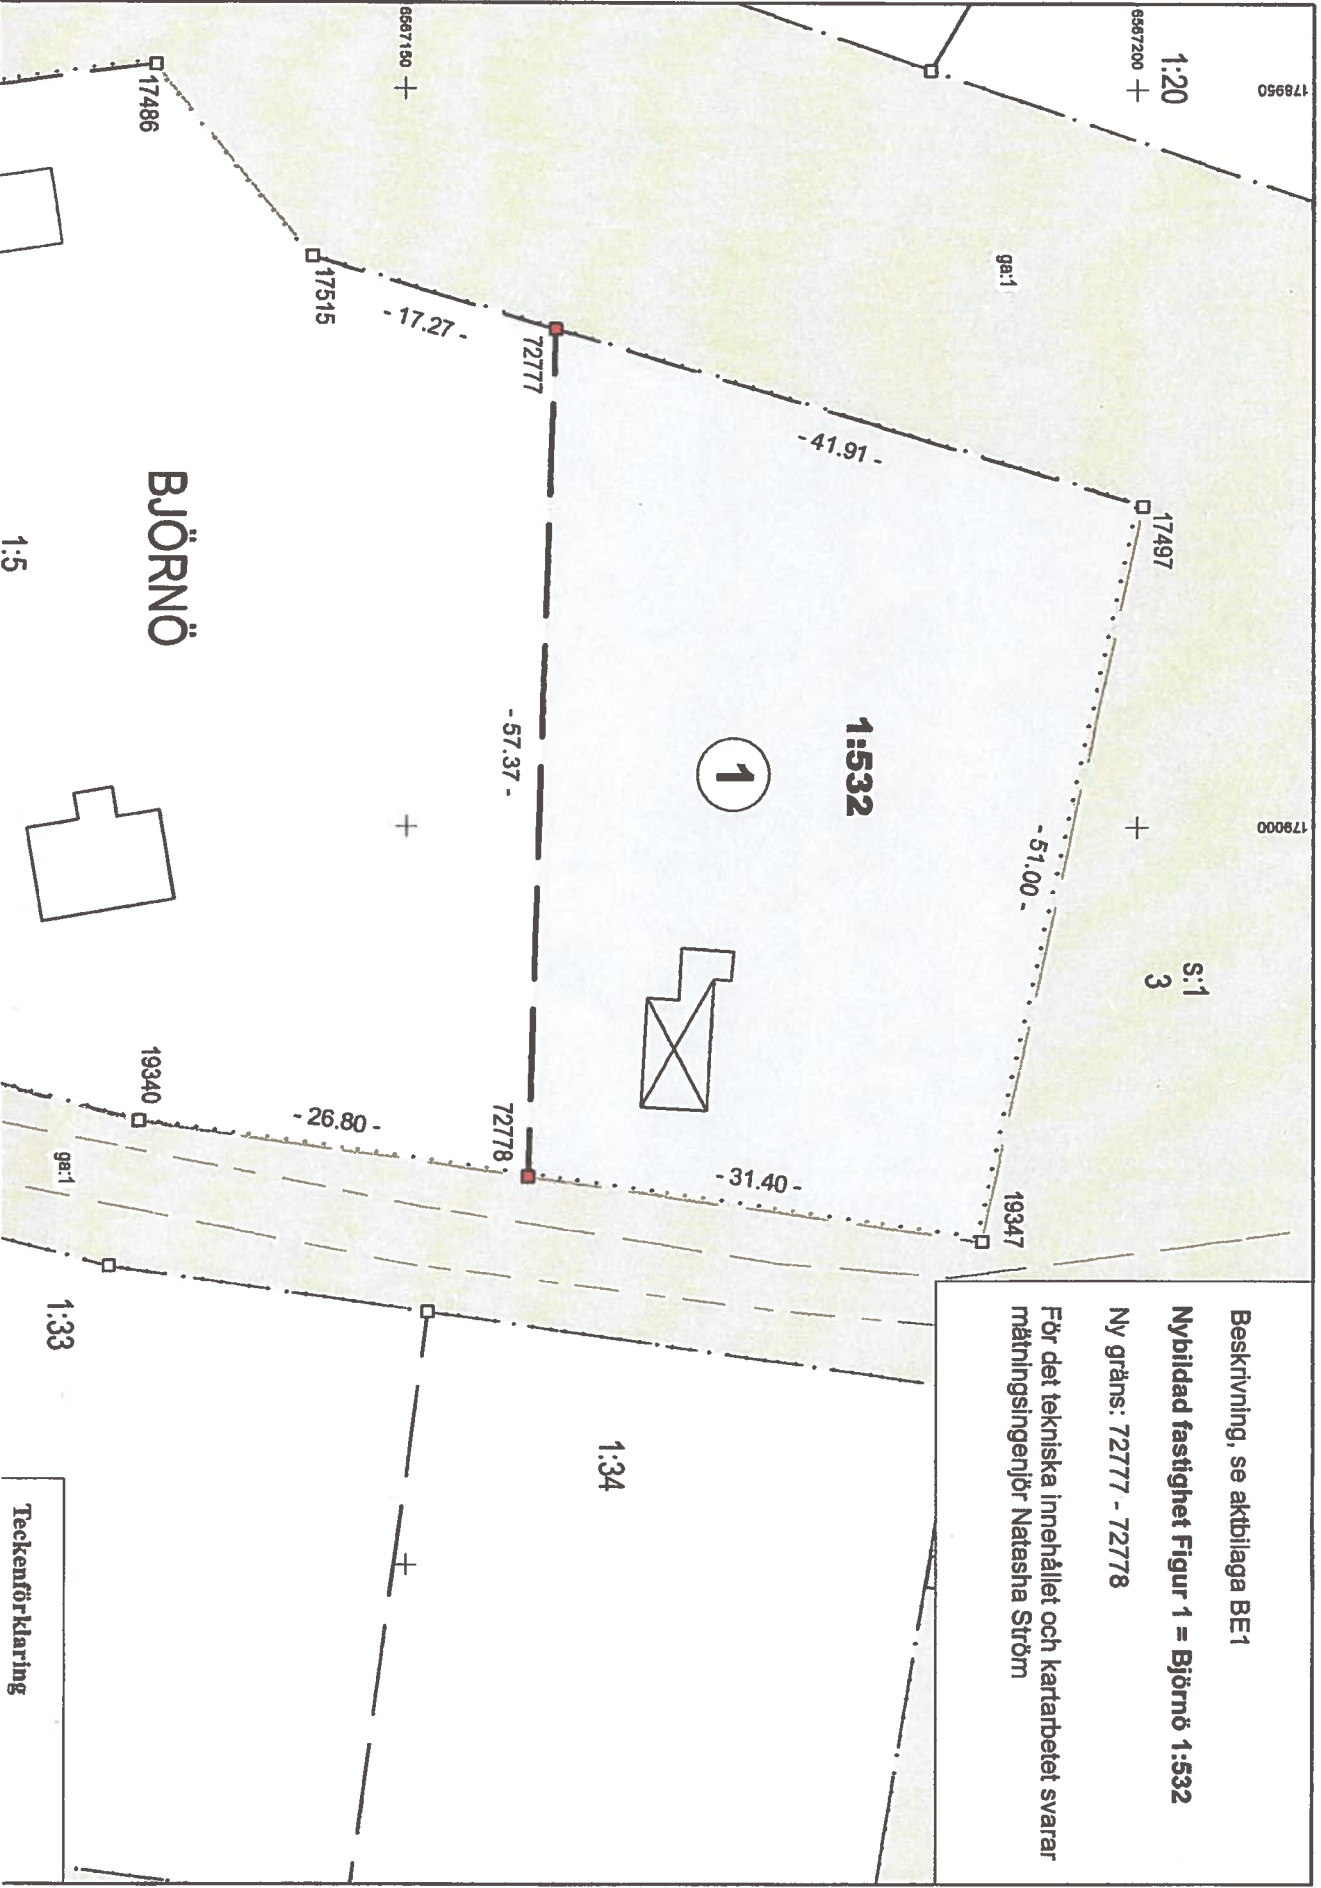 178950
179000
1:20
6567200
6567150
ga:1
17486
17515
- 17.27 -
72777
- 41.91 -
17497
s:1
3
- 51.00 -
1:532
1
- 57.37 -
BJÖRNÖ
1:5
19340
- 26.80 -
72778
- 31.40 -
19347
ga:1
1:33
1:34
Beskrivning, se aktbilaga BE1
Nybildad fastighet Figur 1 = Björnö 1:532
Ny gräns: 72777 - 72778
För det tekniska innehållet och kartarbetet svarar
mätningsingenjör Natasha Ström
Teckenförklaring